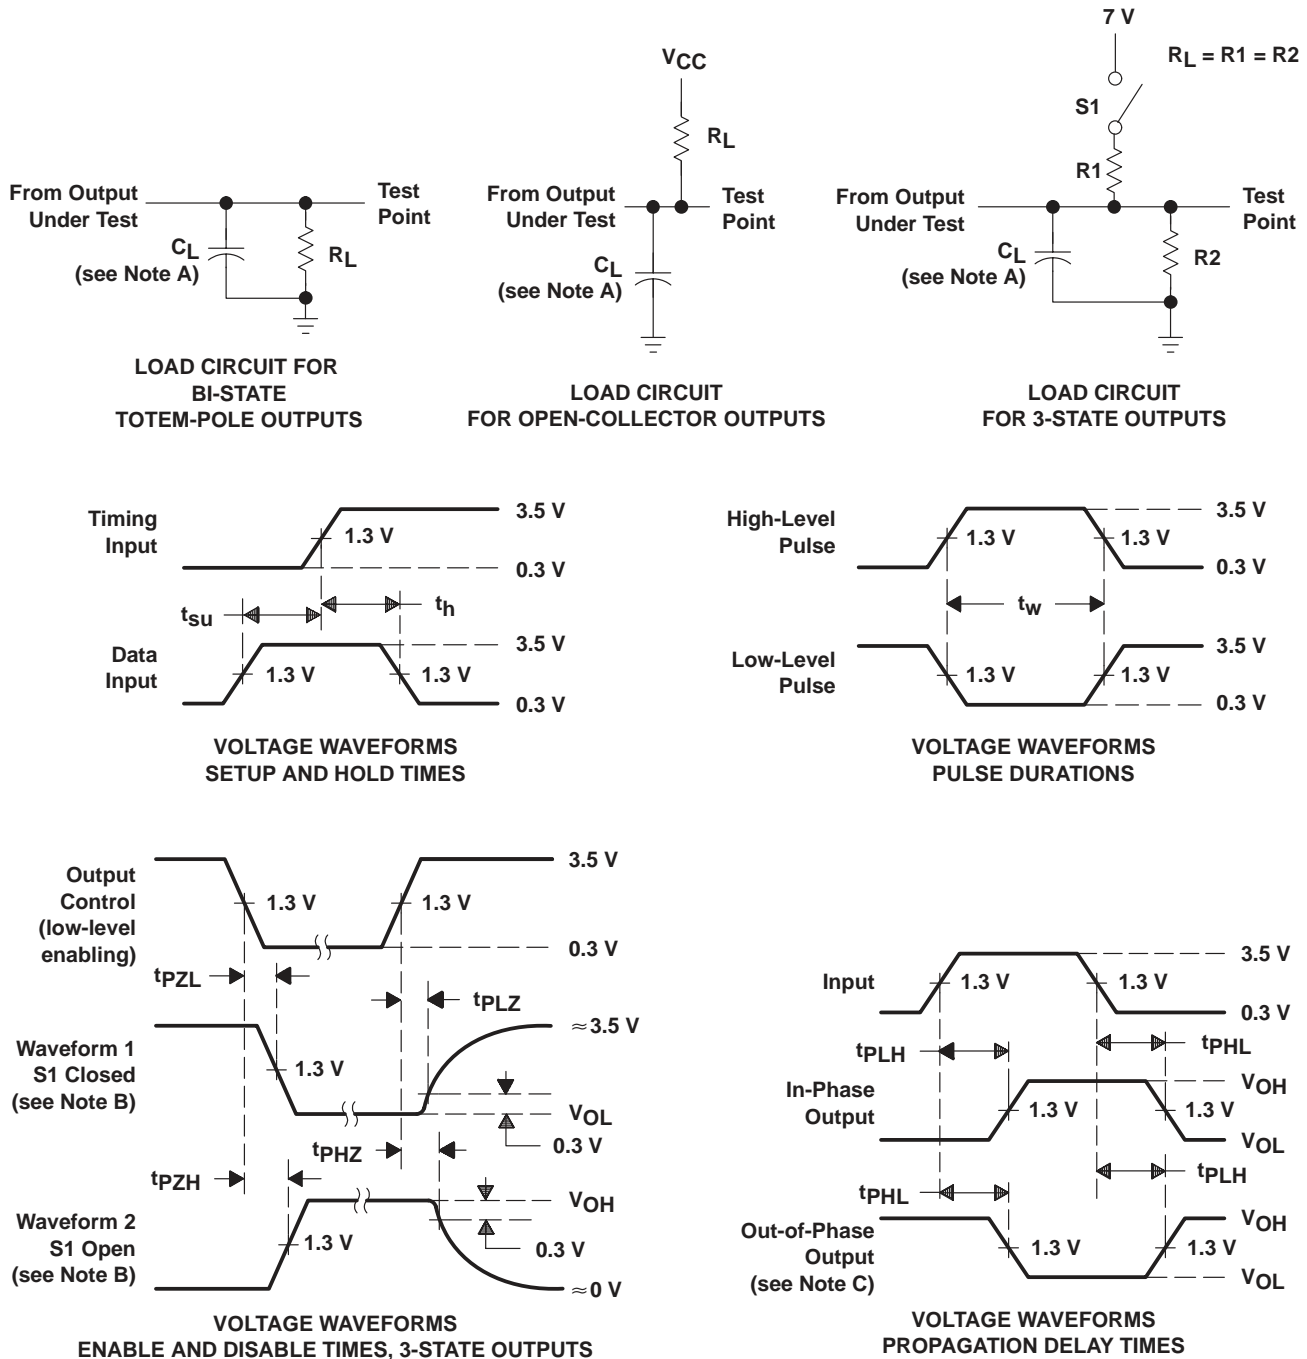 7 V
RL = R1 = R2
S1
R1
From Output
Under Test
Test
Point
CL
(see Note A)
R2
LOAD CIRCUIT
FOR 3-STATE OUTPUTS
VCC
RL
From Output
Under Test
Test
Point
CL
(see Note A)
LOAD CIRCUIT
FOR OPEN-COLLECTOR OUTPUTS
From Output
Under Test
Test
Point
CL
(see Note A)
RL
LOAD CIRCUIT FOR
BI-STATE
TOTEM-POLE OUTPUTS
Timing
Input
3.5 V
1.3 V
0.3 V
tsu
th
Data
Input
3.5 V
1.3 V
1.3 V
0.3 V
VOLTAGE WAVEFORMS
SETUP AND HOLD TIMES
High-Level
Pulse
3.5 V
1.3 V
1.3 V
0.3 V
tw
Low-Level
Pulse
3.5 V
1.3 V
1.3 V
0.3 V
VOLTAGE WAVEFORMS
PULSE DURATIONS
Output
Control
(low-level
enabling)
3.5 V
1.3 V
1.3 V
0.3 V
tPZL
tPLZ
Waveform 1
S1 Closed
(see Note B)
≈3.5 V
1.3 V
VOL
0.3 V
tPHZ
tPZH
Waveform 2
S1 Open
(see Note B)
VOH
1.3 V
0.3 V
≈0 V
VOLTAGE WAVEFORMS
ENABLE AND DISABLE TIMES, 3-STATE OUTPUTS
Input
3.5 V
1.3 V
1.3 V
0.3 V
tPLH
tPHL
In-Phase
Output
VOH
1.3 V
1.3 V
VOL
tPHL
tPLH
Out-of-Phase
Output
(see Note C)
VOH
1.3 V
1.3 V
VOL
VOLTAGE WAVEFORMS
PROPAGATION DELAY TIMES